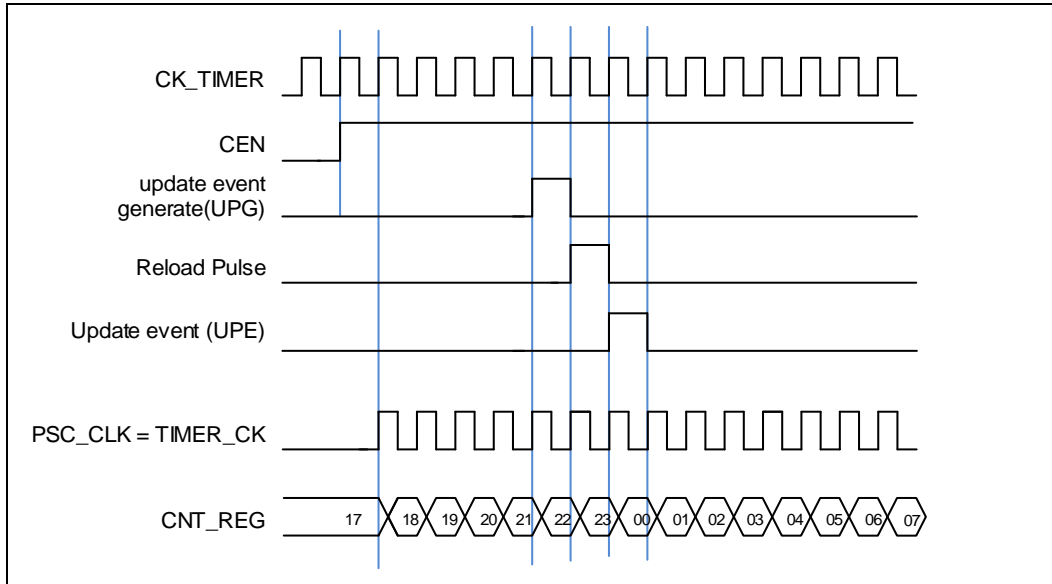 CK_TIMER
CEN
update event
generate(UPG)
Reload Pulse
Update event (UPE)
PSC_CLK = TIMER_CK
CNT_REG 17 18 19 20 21 22 23 00 01 02 03 04 05 06 07